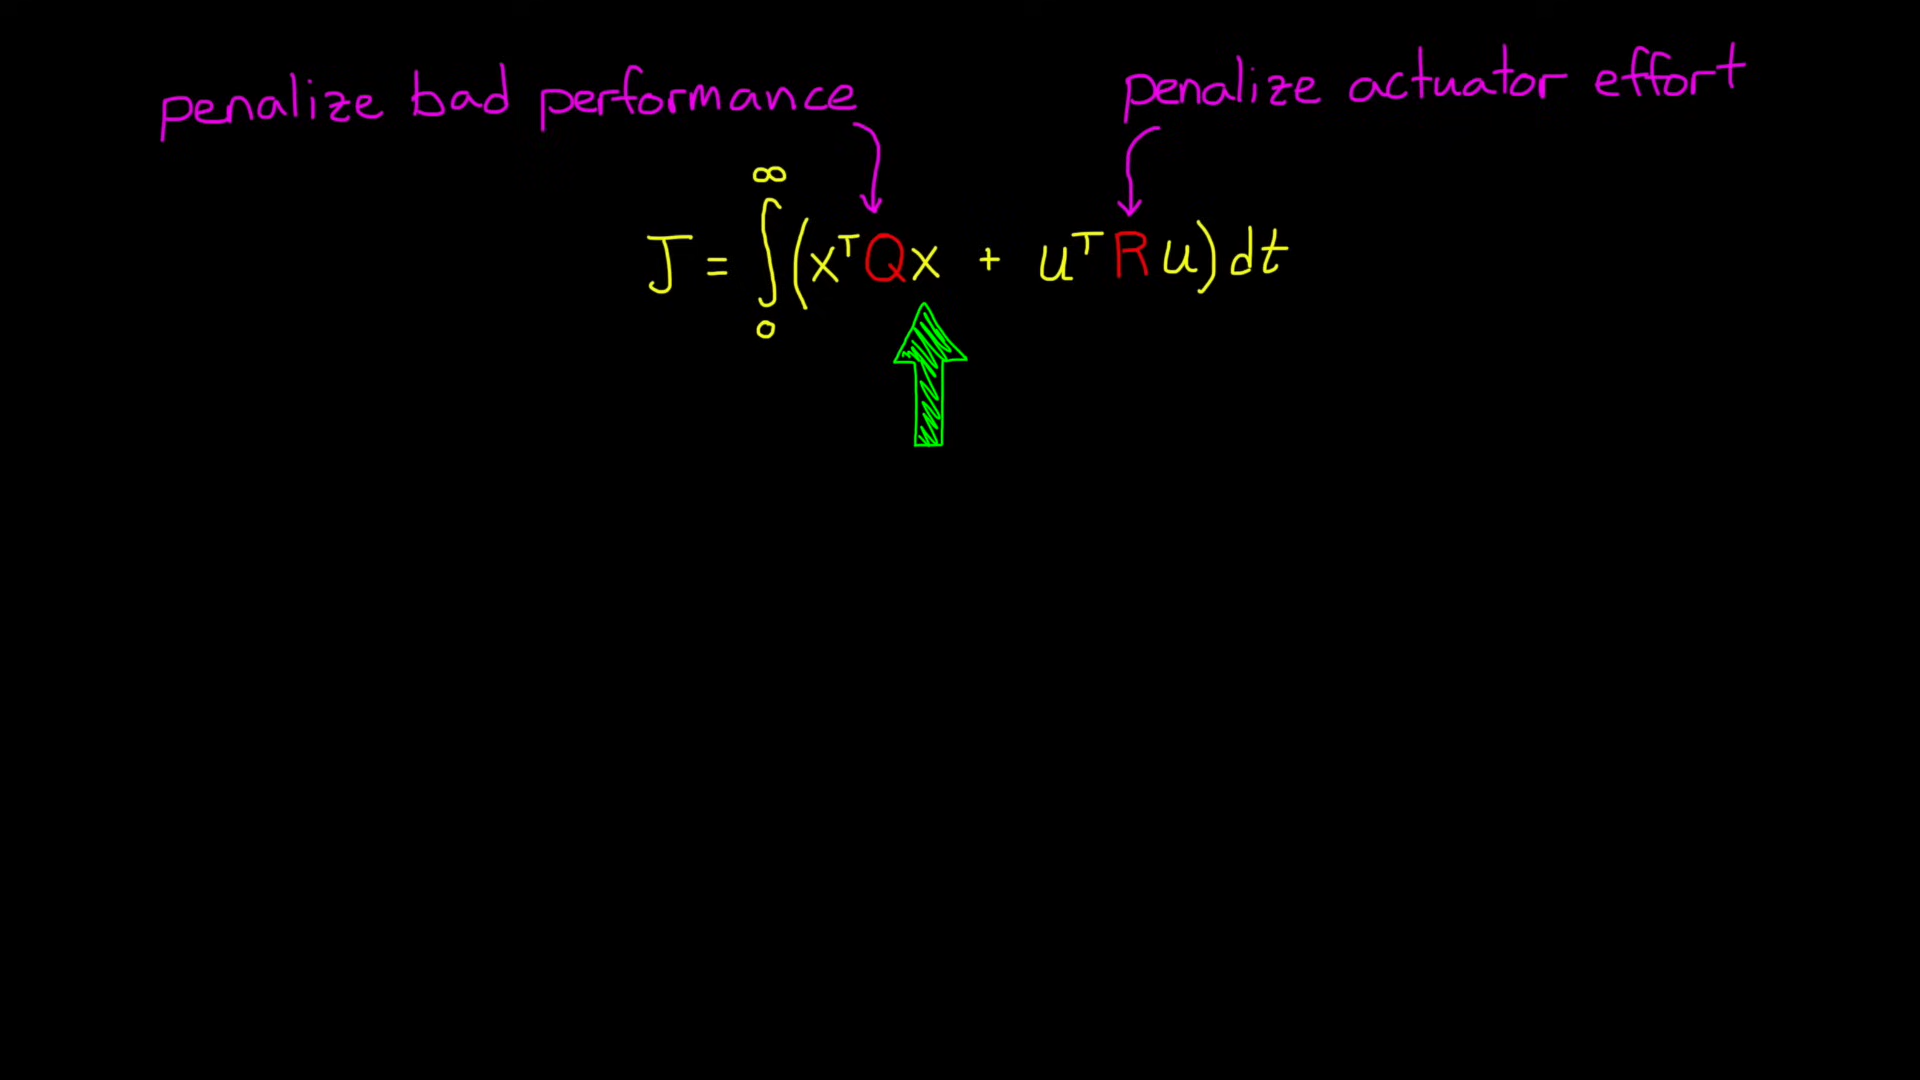 penalize bad performance penalize actuator effort
J = ∫₀^∞ (xᵀQx + uᵀRu)dt